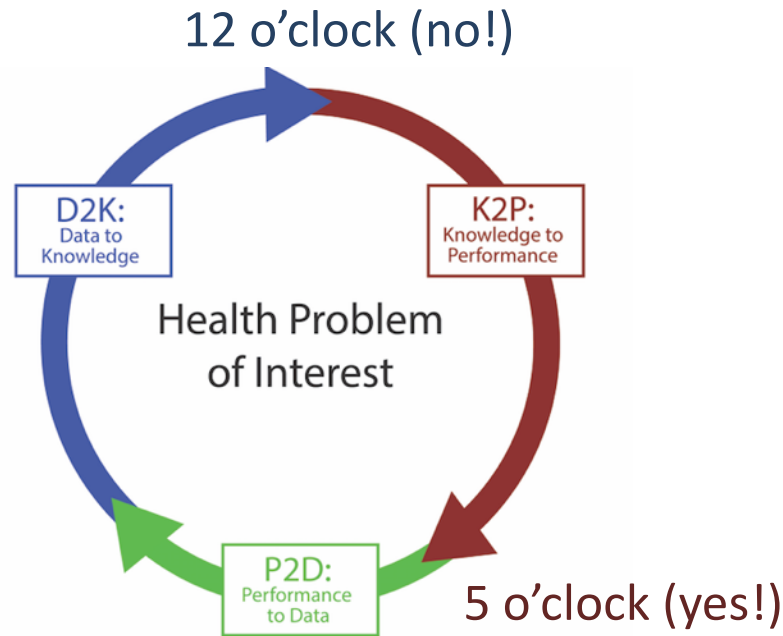 12 o’clock (no!)
D2K:
Data to
Knowledge
K2P:
Knowledge to
Performance
Health Problem
of Interest
P2D:
Performance
to Data
5 o’clock (yes!)